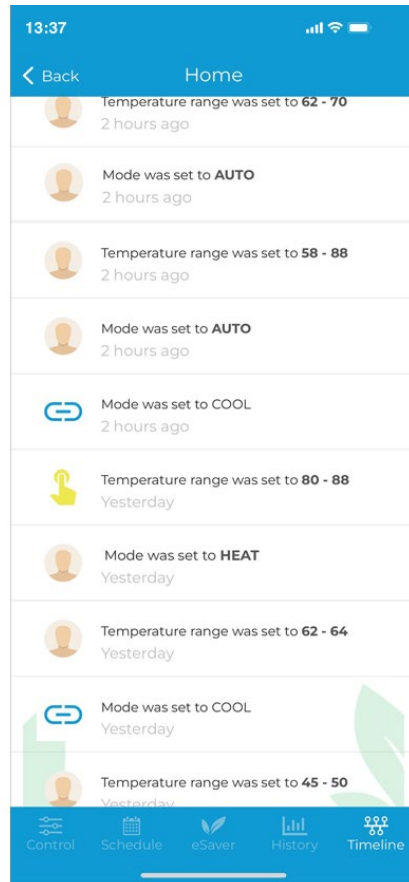 13:37
Back
Home
Temperature range was set to 62 - 70
2 hours ago
Mode was set to AUTO
2 hours ago
Temperature range was set to 58 - 88
2 hours ago
Mode was set to AUTO
2 hours ago
Mode was set to COOL
2 hours ago
Temperature range was set to 80 - 88
Yesterday
Mode was set to HEAT
Yesterday
Temperature range was set to 62 - 64
Yesterday
Mode was set to COOL
Yesterday
Temperature range was set to 45 - 50
Yesterday
Control
Schedule
eSaver
History
Timeline